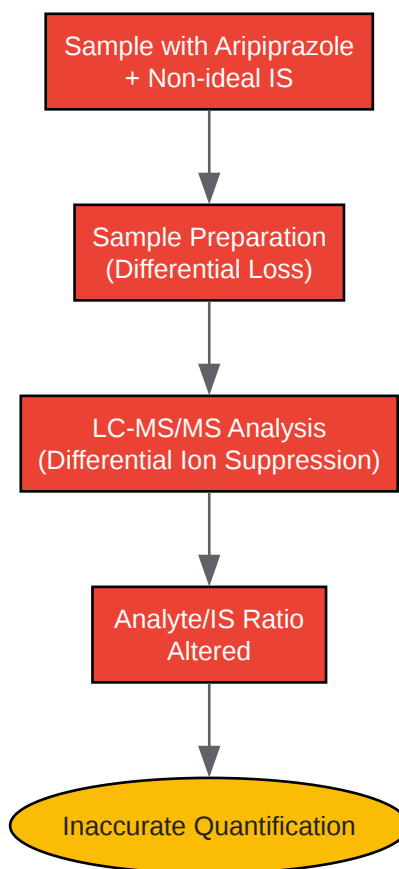 Sample with Aripiprazole
+ Non-ideal IS
Sample Preparation
(Differential Loss)
LC-MS/MS Analysis
(Differential Ion Suppression)
Analyte/IS Ratio
Altered
Inaccurate Quantification